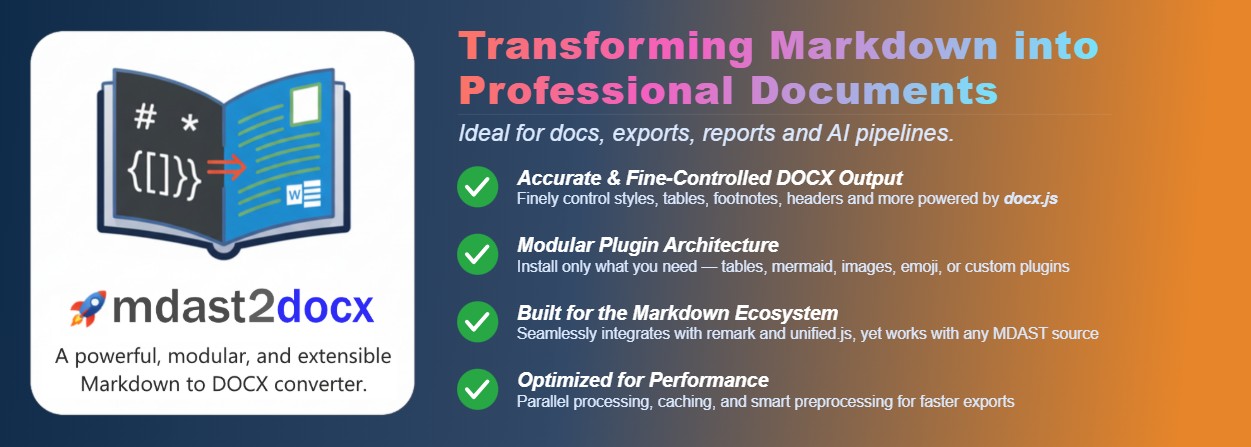 # *
{[]}}
W
mdast2docx
A powerful, modular, and extensible
Markdown to DOCX converter.
Transforming Markdown into
Professional Documents
Ideal for docs, exports, reports and AI pipelines.
Accurate & Fine-Controlled DOCX Output
Finely control styles, tables, footnotes, headers and more powered by docx.js
Modular Plugin Architecture
Install only what you need — tables, mermaid, images, emoji, or custom plugins
Built for the Markdown Ecosystem
Seamlessly integrates with remark and unified.js, yet works with any MDAST source
Optimized for Performance
Parallel processing, caching, and smart preprocessing for faster exports